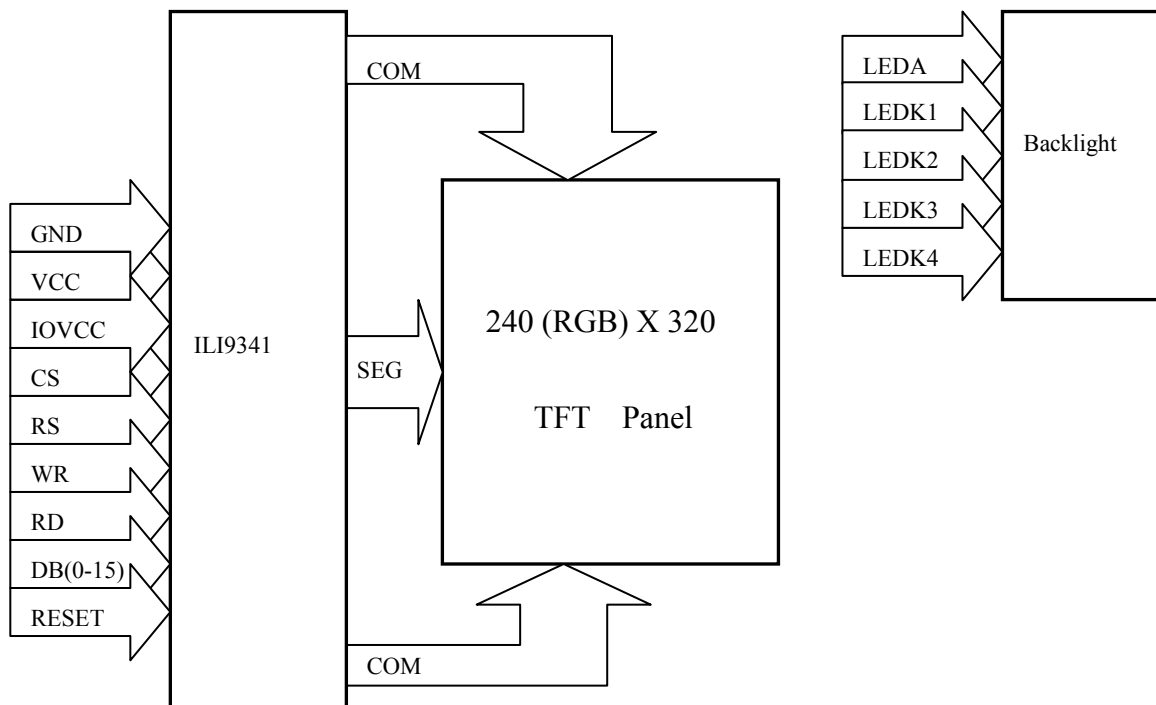 COM
LEDA
LEDK1
LEDK2
LEDK3
LEDK4
Backlight
GND
VCC
IOVCC
CS
RS
WR
RD
DB(0-15)
RESET
ILI9341
SEG
240 (RGB) X 320
TFT Panel
COM